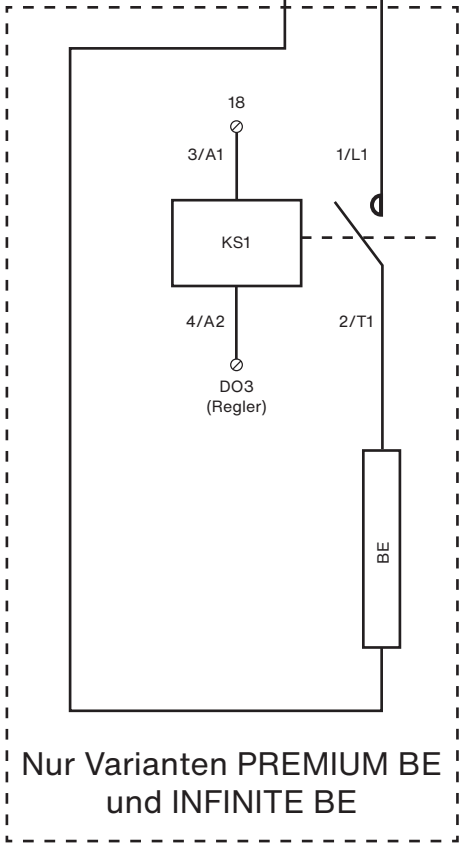 18
3/A1
1/L1
KS1
4/A2
2/T1
DO3
(Regler)
BE
Nur Varianten PREMIUM BE
und INFINITE BE